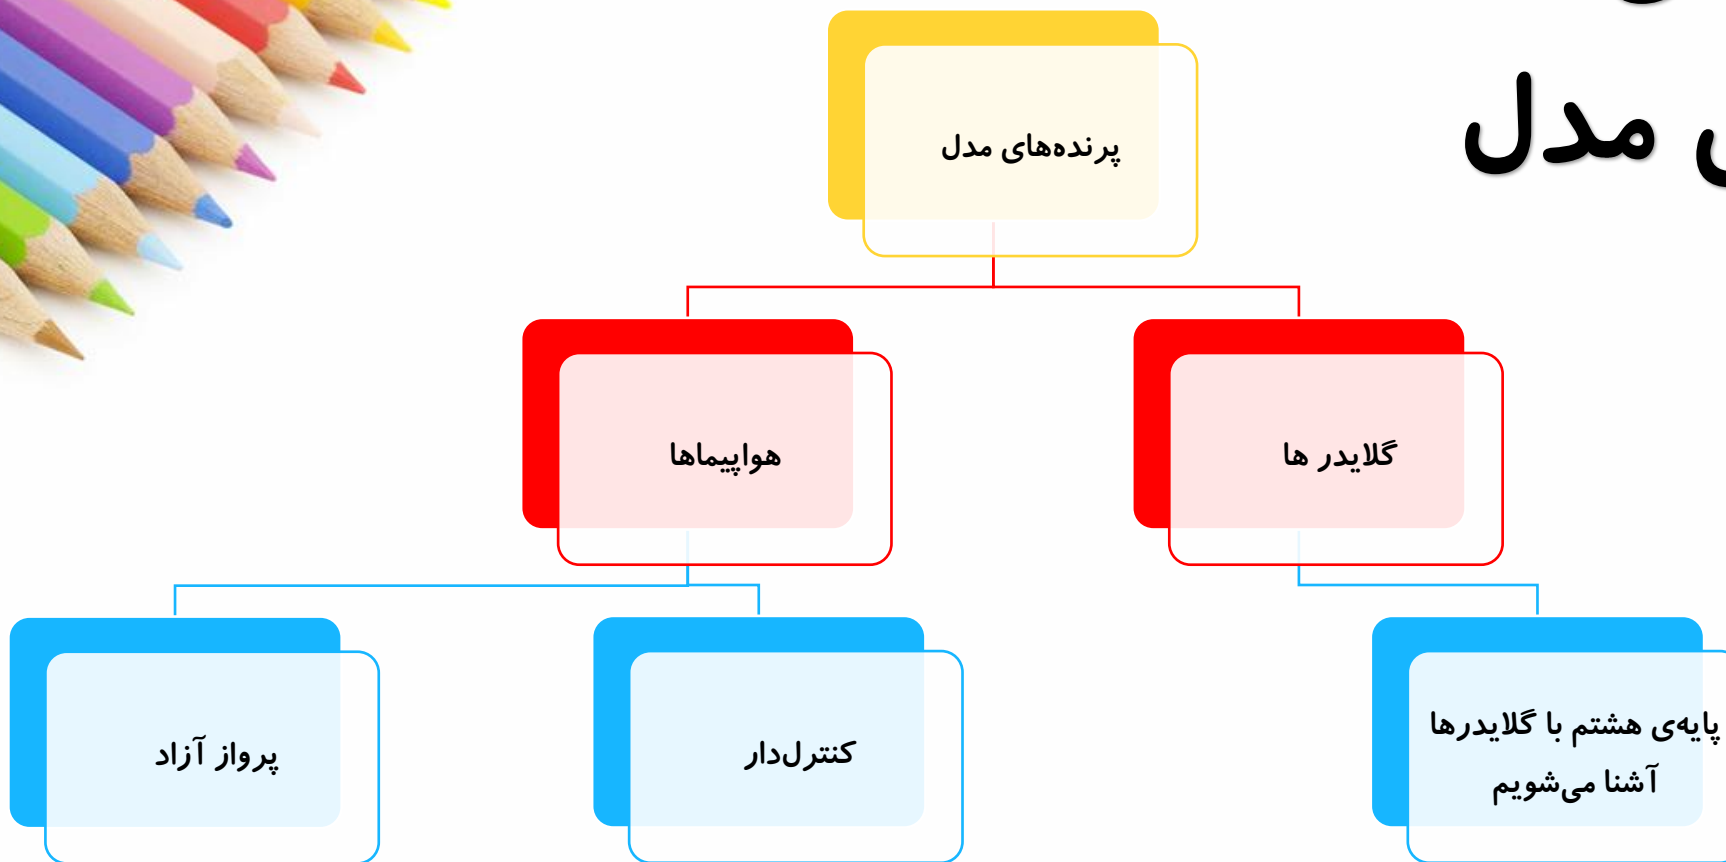 مدل
پرنده‌های مدل
گلایدر ها
هواپیماها
پایه‌ی هشتم با گلایدرها
آشنا می‌شویم
کنترل‌دار
پرواز آزاد